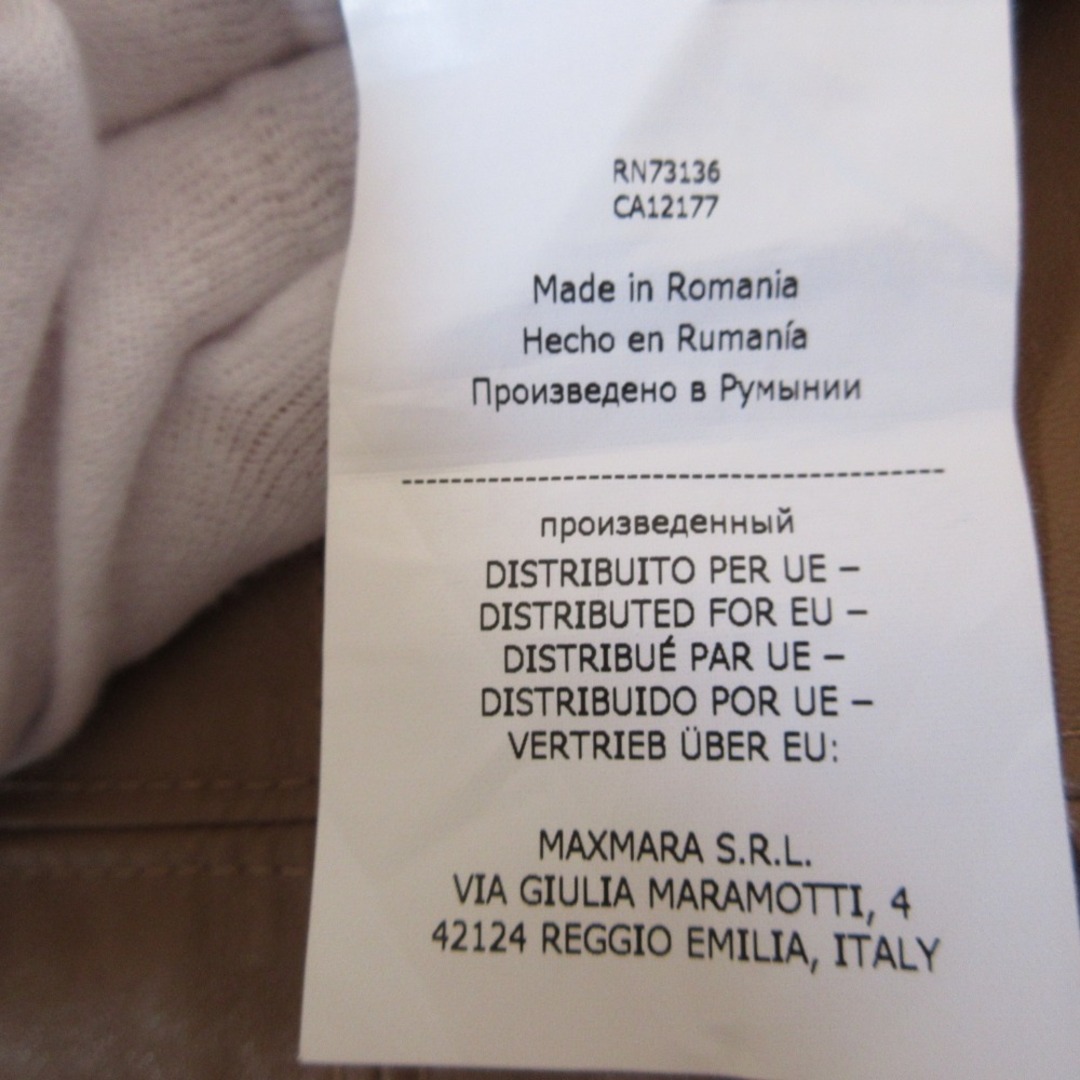 RN73136
CA12177
Made in Romania
Hecho en Rumanía
Произведено в Румынии
--------------------------------------------
произведенный
DISTRIBUITO PER UE –
DISTRIBUTED FOR EU –
DISTRIBUÉ PAR UE –
DISTRIBUIDO POR UE –
VERTRIEB ÜBER EU:
MAXMARA S.R.L.
VIA GIULIA MARAMOTTI, 4
42124 REGGIO EMILIA, ITALY